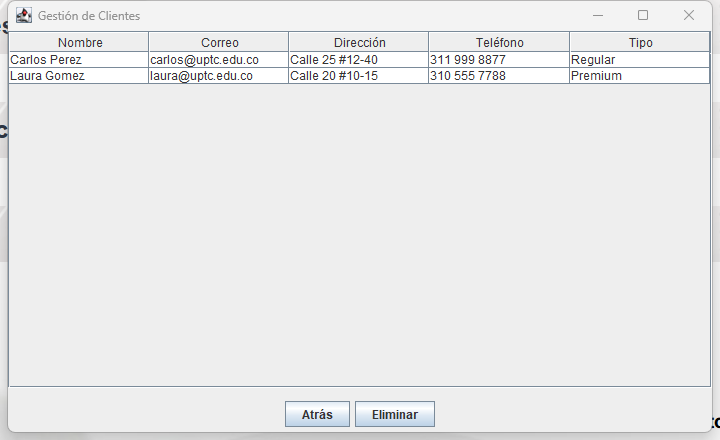 Gestión de Clientes
Nombre Correo Dirección Teléfono Tipo
Carlos Perez carlos@uptc.edu.co Calle 25 #12-40 311 999 8877 Regular
Laura Gomez laura@uptc.edu.co Calle 20 #10-15 310 555 7788 Premium
Atrás Eliminar